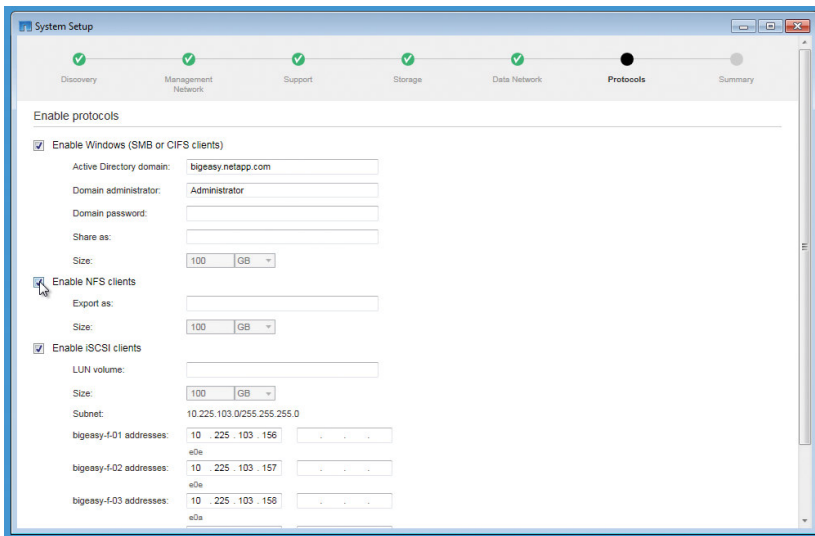 System Setup
Discovery
Management Network
Support
Storage
Data Network
Protocols
Summary
Enable protocols
Enable Windows (SMB or CIFS clients)
Active Directory domain: bigeasy.netapp.com
Domain administrator: Administrator
Domain password:
Share as:
Size: 100 GB
Enable NFS clients
Export as:
Size: 100 GB
Enable iSCSI clients
LUN volume:
Size: 100 GB
Subnet: 10.225.103.0/255.255.255.0
bigeasy-f-01 addresses: 10 . 225 . 103 . 156 . . .
e0e
bigeasy-f-02 addresses: 10 . 225 . 103 . 157 . . .
e0e
bigeasy-f-03 addresses: 10 . 225 . 103 . 158 . . .
e0a